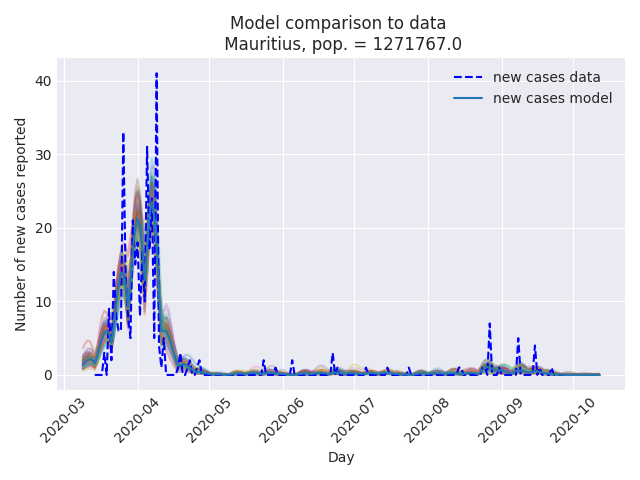 Model comparison to data
Mauritius, pop. = 1271767.0
new cases data
new cases model
Number of new cases reported
40
30
20
10
0
2020-03
2020-04
2020-05
2020-06
2020-07
2020-08
2020-09
2020-10
Day